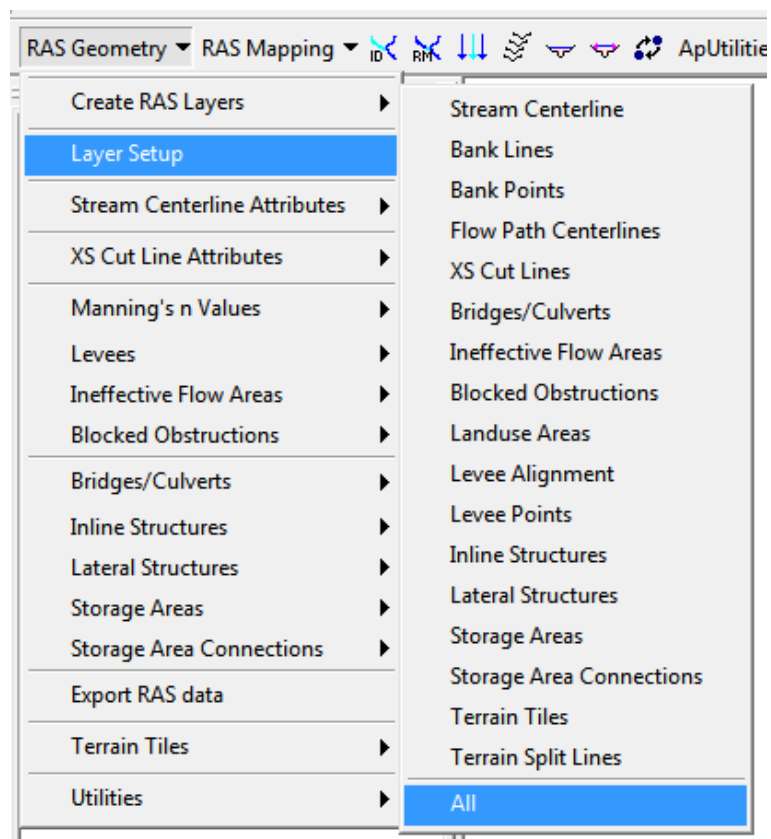 RAS Geometry RAS Mapping ID RM ApUtilitie
Create RAS Layers
Layer Setup
Stream Centerline Attributes
XS Cut Line Attributes
Manning's n Values
Levees
Ineffective Flow Areas
Blocked Obstructions
Bridges/Culverts
Inline Structures
Lateral Structures
Storage Areas
Storage Area Connections
Export RAS data
Terrain Tiles
Utilities
Stream Centerline
Bank Lines
Bank Points
Flow Path Centerlines
XS Cut Lines
Bridges/Culverts
Ineffective Flow Areas
Blocked Obstructions
Landuse Areas
Levee Alignment
Levee Points
Inline Structures
Lateral Structures
Storage Areas
Storage Area Connections
Terrain Tiles
Terrain Split Lines
All